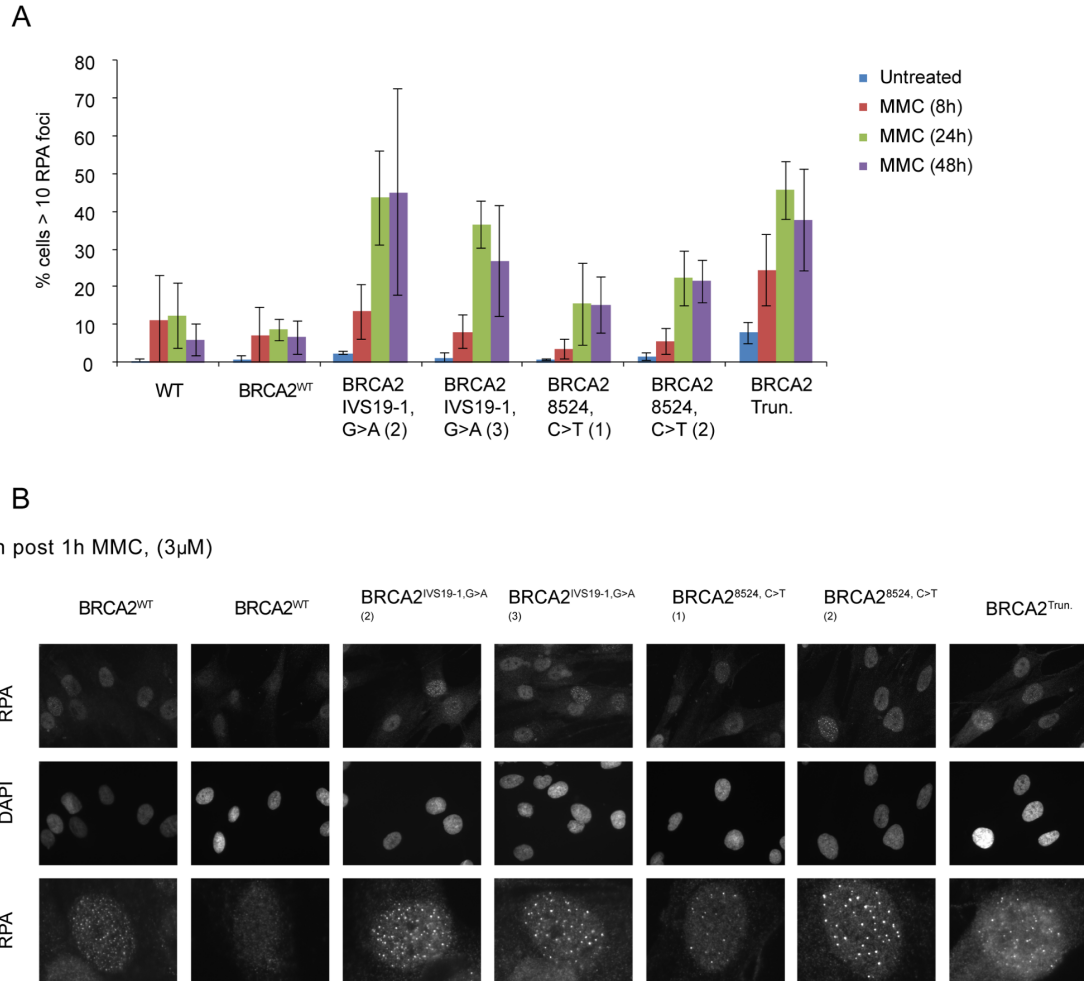 A
80
70
60
50
40
30
20
10
0
% cells > 10 RPA foci
Untreated
MMC (8h)
MMC (24h)
MMC (48h)
WT
BRCA2WT
BRCA2
IVS19-1,
G>A (2)
BRCA2
IVS19-1,
G>A (3)
BRCA2
8524,
C>T (1)
BRCA2
8524,
C>T (2)
BRCA2
Trun.
B
post 1h MMC, (3µM)
BRCA2WT
BRCA2WT
BRCA2IVS19-1,G>A
(2)
BRCA2IVS19-1,G>A
(3)
BRCA28524, C>T
(1)
BRCA28524, C>T
(2)
BRCA2Trun.
RPA
DAPI
RPA